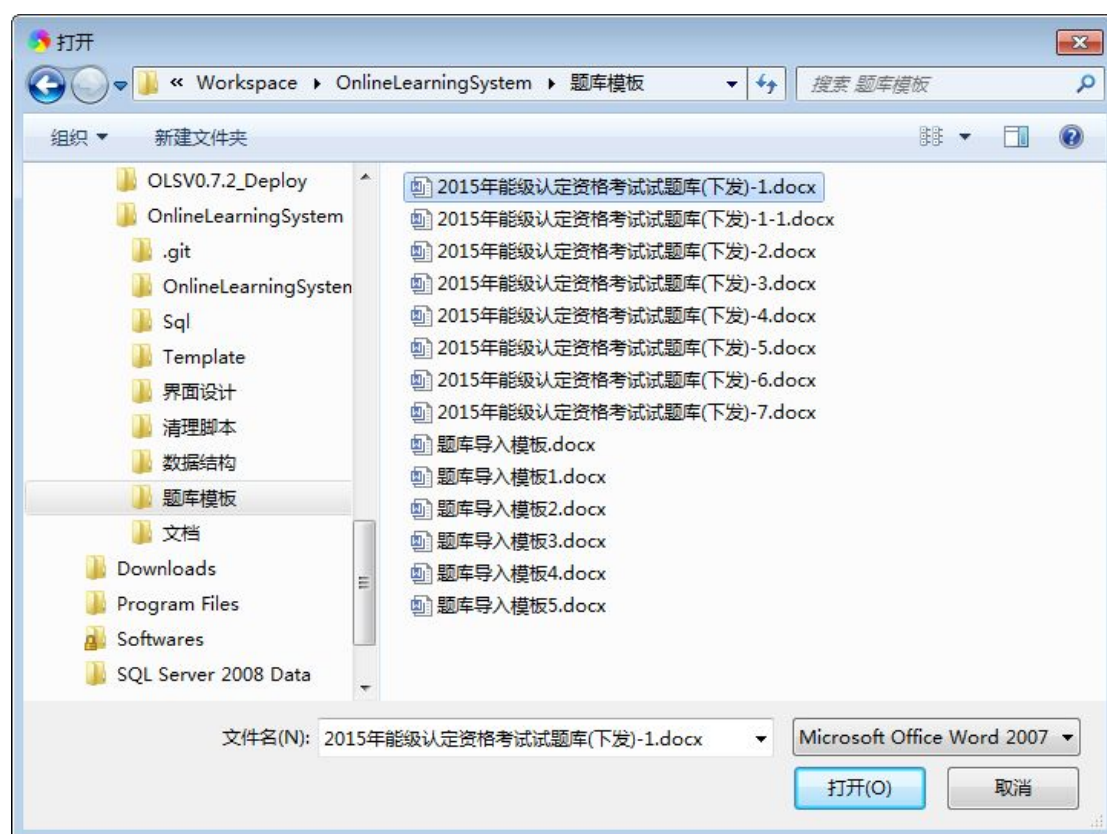 打开
« Workspace OnlineLearningSystem 题库模板
搜索 题库模板
组织 新建文件夹
OLSV0.7.2_Deploy
OnlineLearningSystem
.git
OnlineLearningSysten
Sql
Template
界面设计
清理脚本
数据结构
题库模板
文档
Downloads
Program Files
Softwares
SQL Server 2008 Data
2015年能级认定资格考试试题库(下发)-1.docx
2015年能级认定资格考试试题库(下发)-1-1.docx
2015年能级认定资格考试试题库(下发)-2.docx
2015年能级认定资格考试试题库(下发)-3.docx
2015年能级认定资格考试试题库(下发)-4.docx
2015年能级认定资格考试试题库(下发)-5.docx
2015年能级认定资格考试试题库(下发)-6.docx
2015年能级认定资格考试试题库(下发)-7.docx
题库导入模板.docx
题库导入模板1.docx
题库导入模板2.docx
题库导入模板3.docx
题库导入模板4.docx
题库导入模板5.docx
文件名(N): 2015年能级认定资格考试试题库(下发)-1.docx
Microsoft Office Word 2007
打开(O) 取消